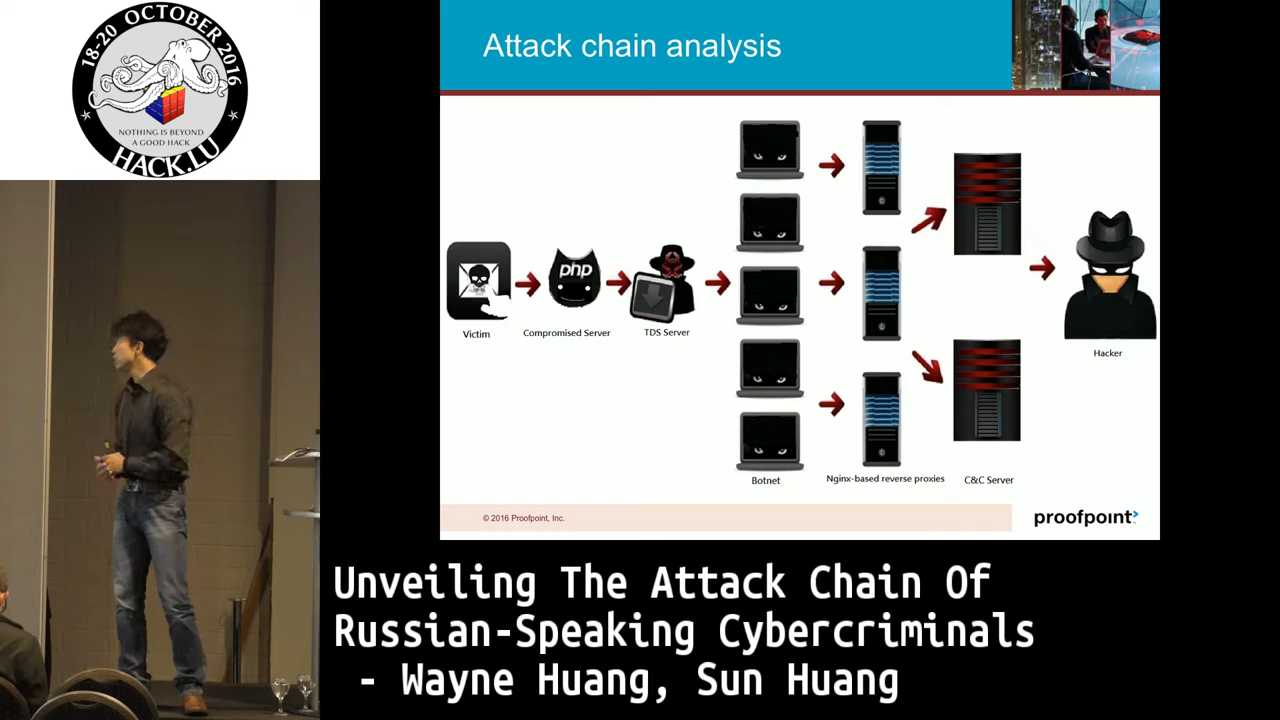 18-20 OCTOBER 2016
NOTHING IS BEYOND
A GOOD HACK
HACK.LU
Attack chain analysis
php
Victim
Compromised Server
TDS Server
Botnet
Nginx-based reverse proxies
C&C Server
Hacker
© 2016 Proofpoint, Inc.
proofpoint
Unveiling The Attack Chain Of
Russian-Speaking Cybercriminals
- Wayne Huang, Sun Huang